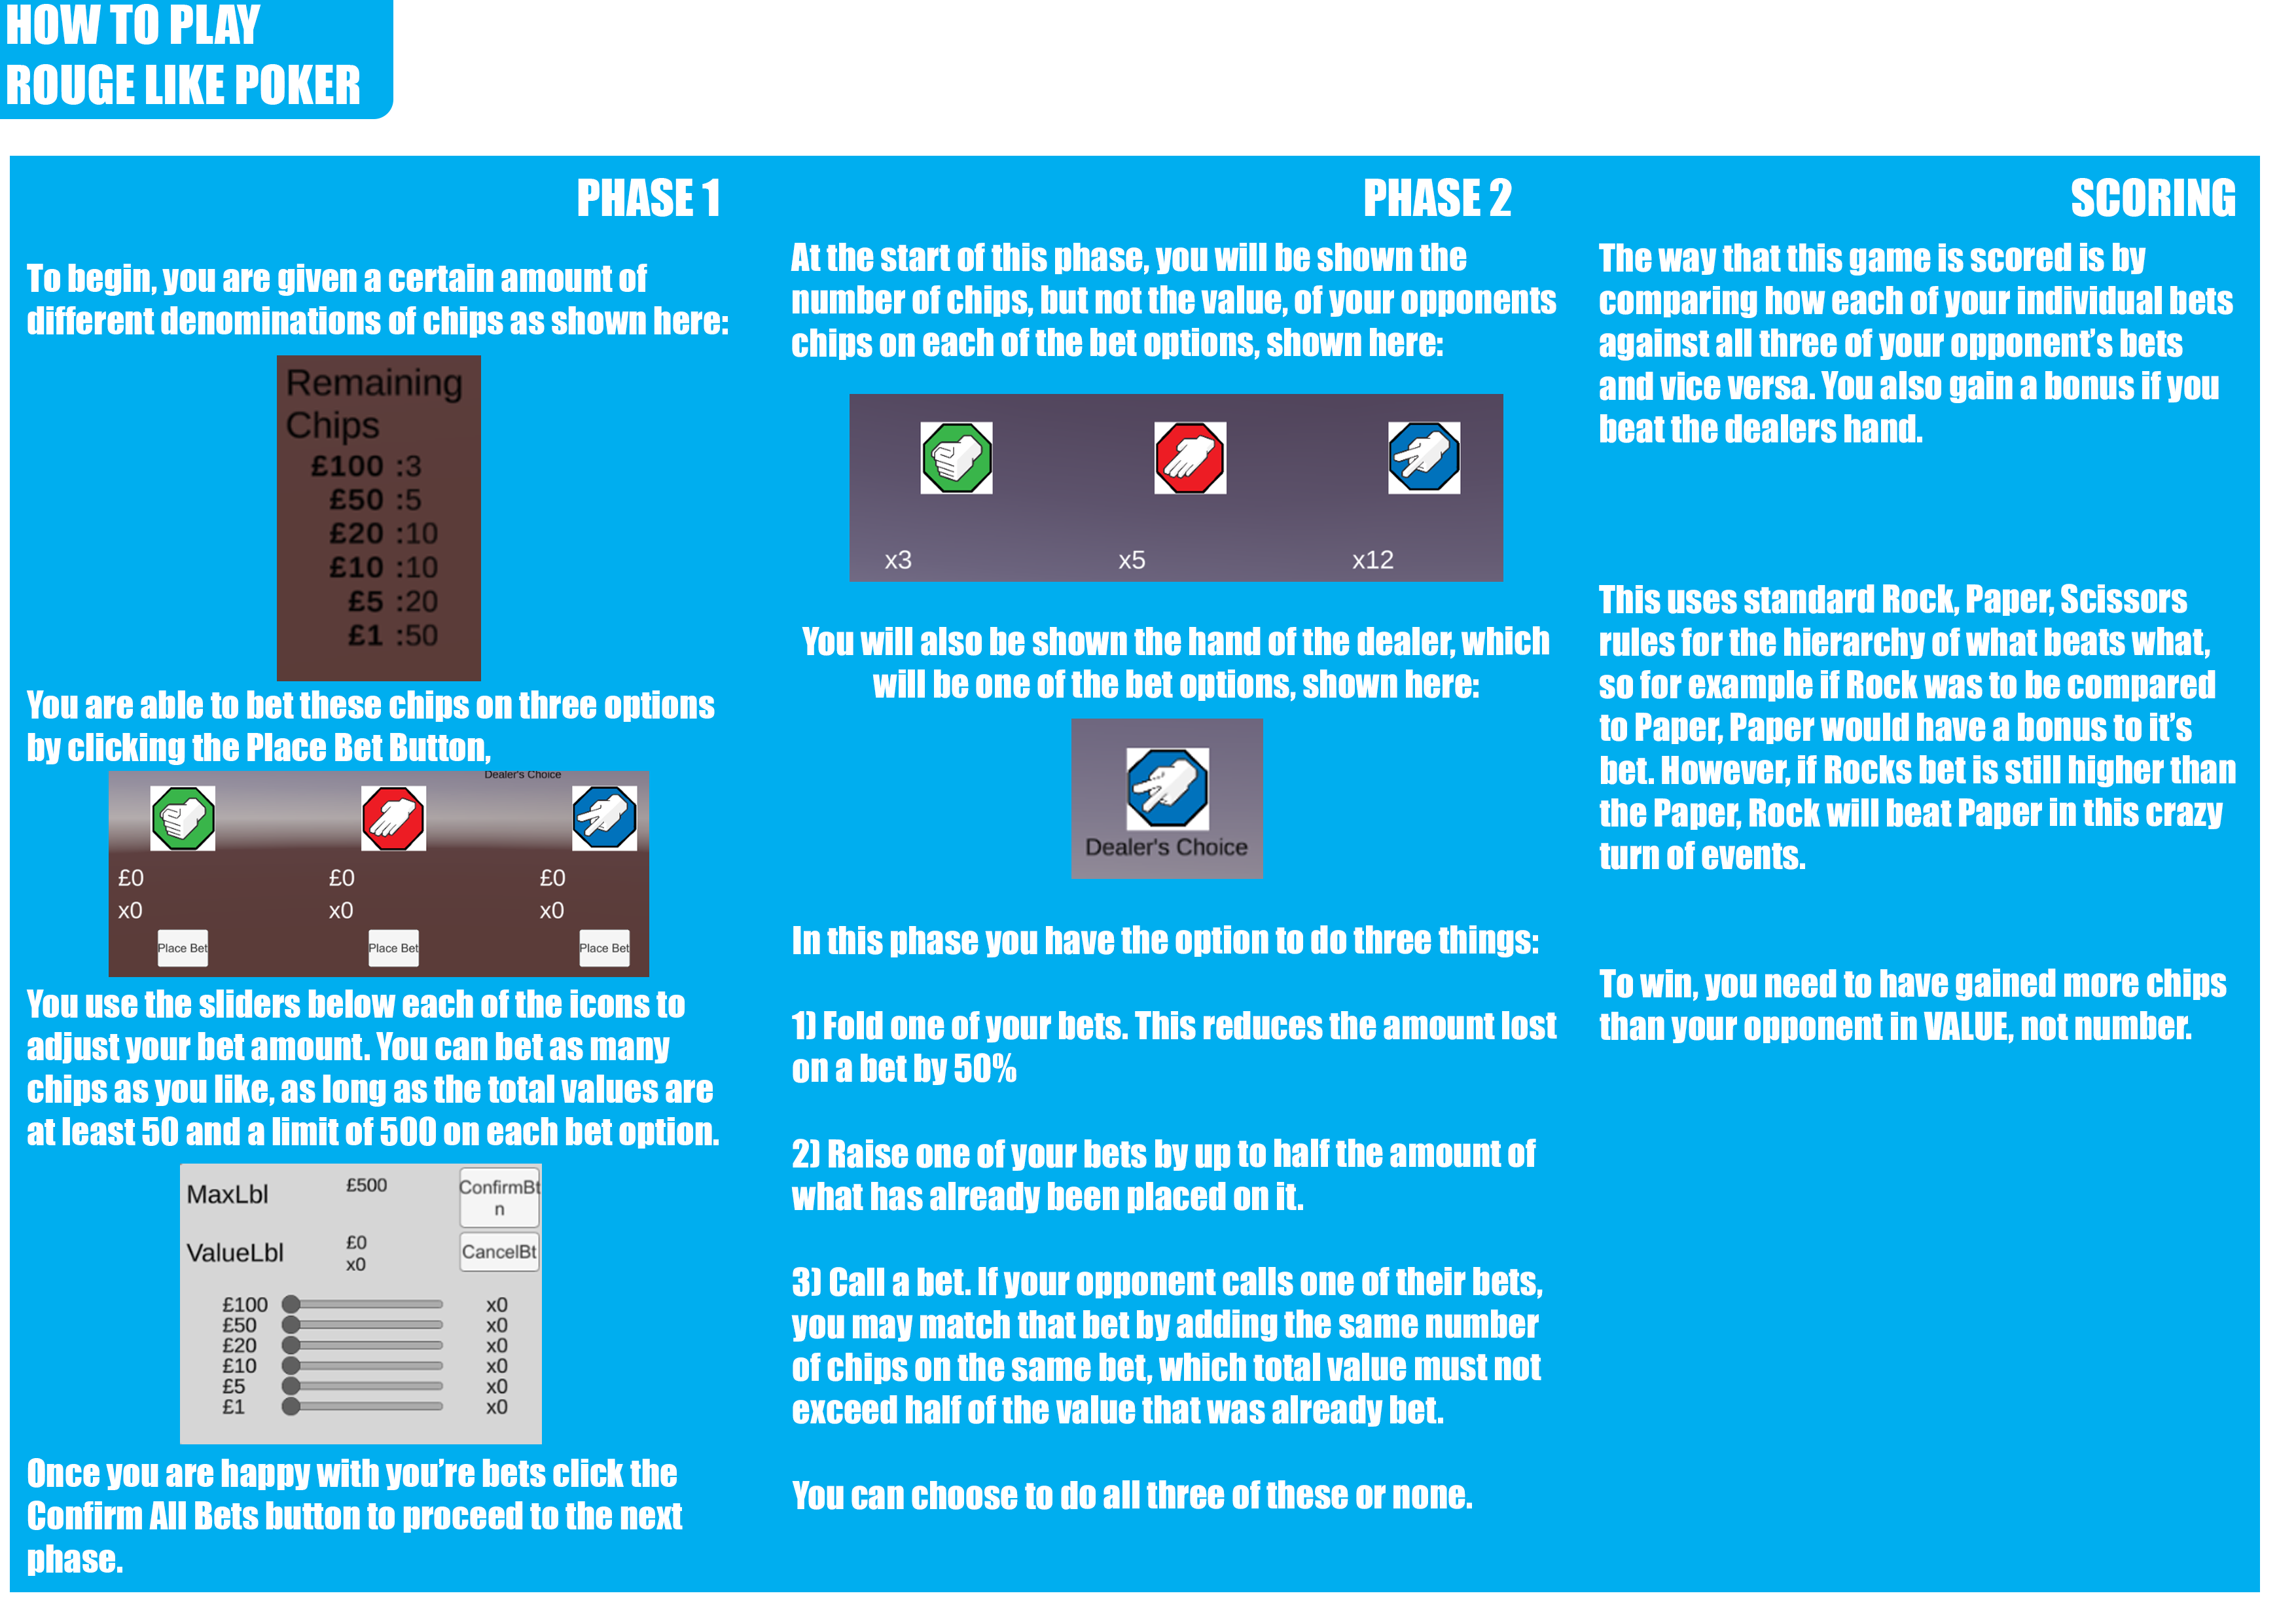 HOW TO PLAY
ROUGE LIKE POKER
PHASE 1
To begin, you are given a certain amount of
different denominations of chips as shown here:
Remaining
Chips
£100 :3
£50 :5
£20 :10
£10 :10
£5 :20
£1 :50
You are able to bet these chips on three options
by clicking the Place Bet Button,
Dealer's Choice
£0 £0 £0
x0 x0 x0
Place Bet Place Bet Place Bet
You use the sliders below each of the icons to
adjust your bet amount. You can bet as many
chips as you like, as long as the total values are
at least 50 and a limit of 500 on each bet option.
MaxLbl £500 ConfirmBt
n
ValueLbl £0 CancelBt
x0
£100 x0
£50 x0
£20 x0
£10 x0
£5 x0
£1 x0
Once you are happy with you’re bets click the
Confirm All Bets button to proceed to the next
phase.
PHASE 2
At the start of this phase, you will be shown the
number of chips, but not the value, of your opponents
chips on each of the bet options, shown here:
x3 x5 x12
You will also be shown the hand of the dealer, which
will be one of the bet options, shown here:
Dealer's Choice
In this phase you have the option to do three things:
1) Fold one of your bets. This reduces the amount lost
on a bet by 50%
2) Raise one of your bets by up to half the amount of
what has already been placed on it.
3) Call a bet. If your opponent calls one of their bets,
you may match that bet by adding the same number
of chips on the same bet, which total value must not
exceed half of the value that was already bet.
You can choose to do all three of these or none.
SCORING
The way that this game is scored is by
comparing how each of your individual bets
against all three of your opponent’s bets
and vice versa. You also gain a bonus if you
beat the dealers hand.
This uses standard Rock, Paper, Scissors
rules for the hierarchy of what beats what,
so for example if Rock was to be compared
to Paper, Paper would have a bonus to it’s
bet. However, if Rocks bet is still higher than
the Paper, Rock will beat Paper in this crazy
turn of events.
To win, you need to have gained more chips
than your opponent in VALUE, not number.